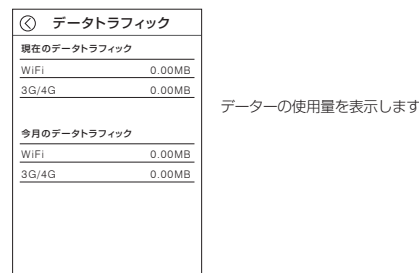 データトラフィック
現在のデータトラフィック
WiFi 0.00MB
3G/4G 0.00MB
今月のデータトラフィック
WiFi 0.00MB
3G/4G 0.00MB
データーの使用量を表示します